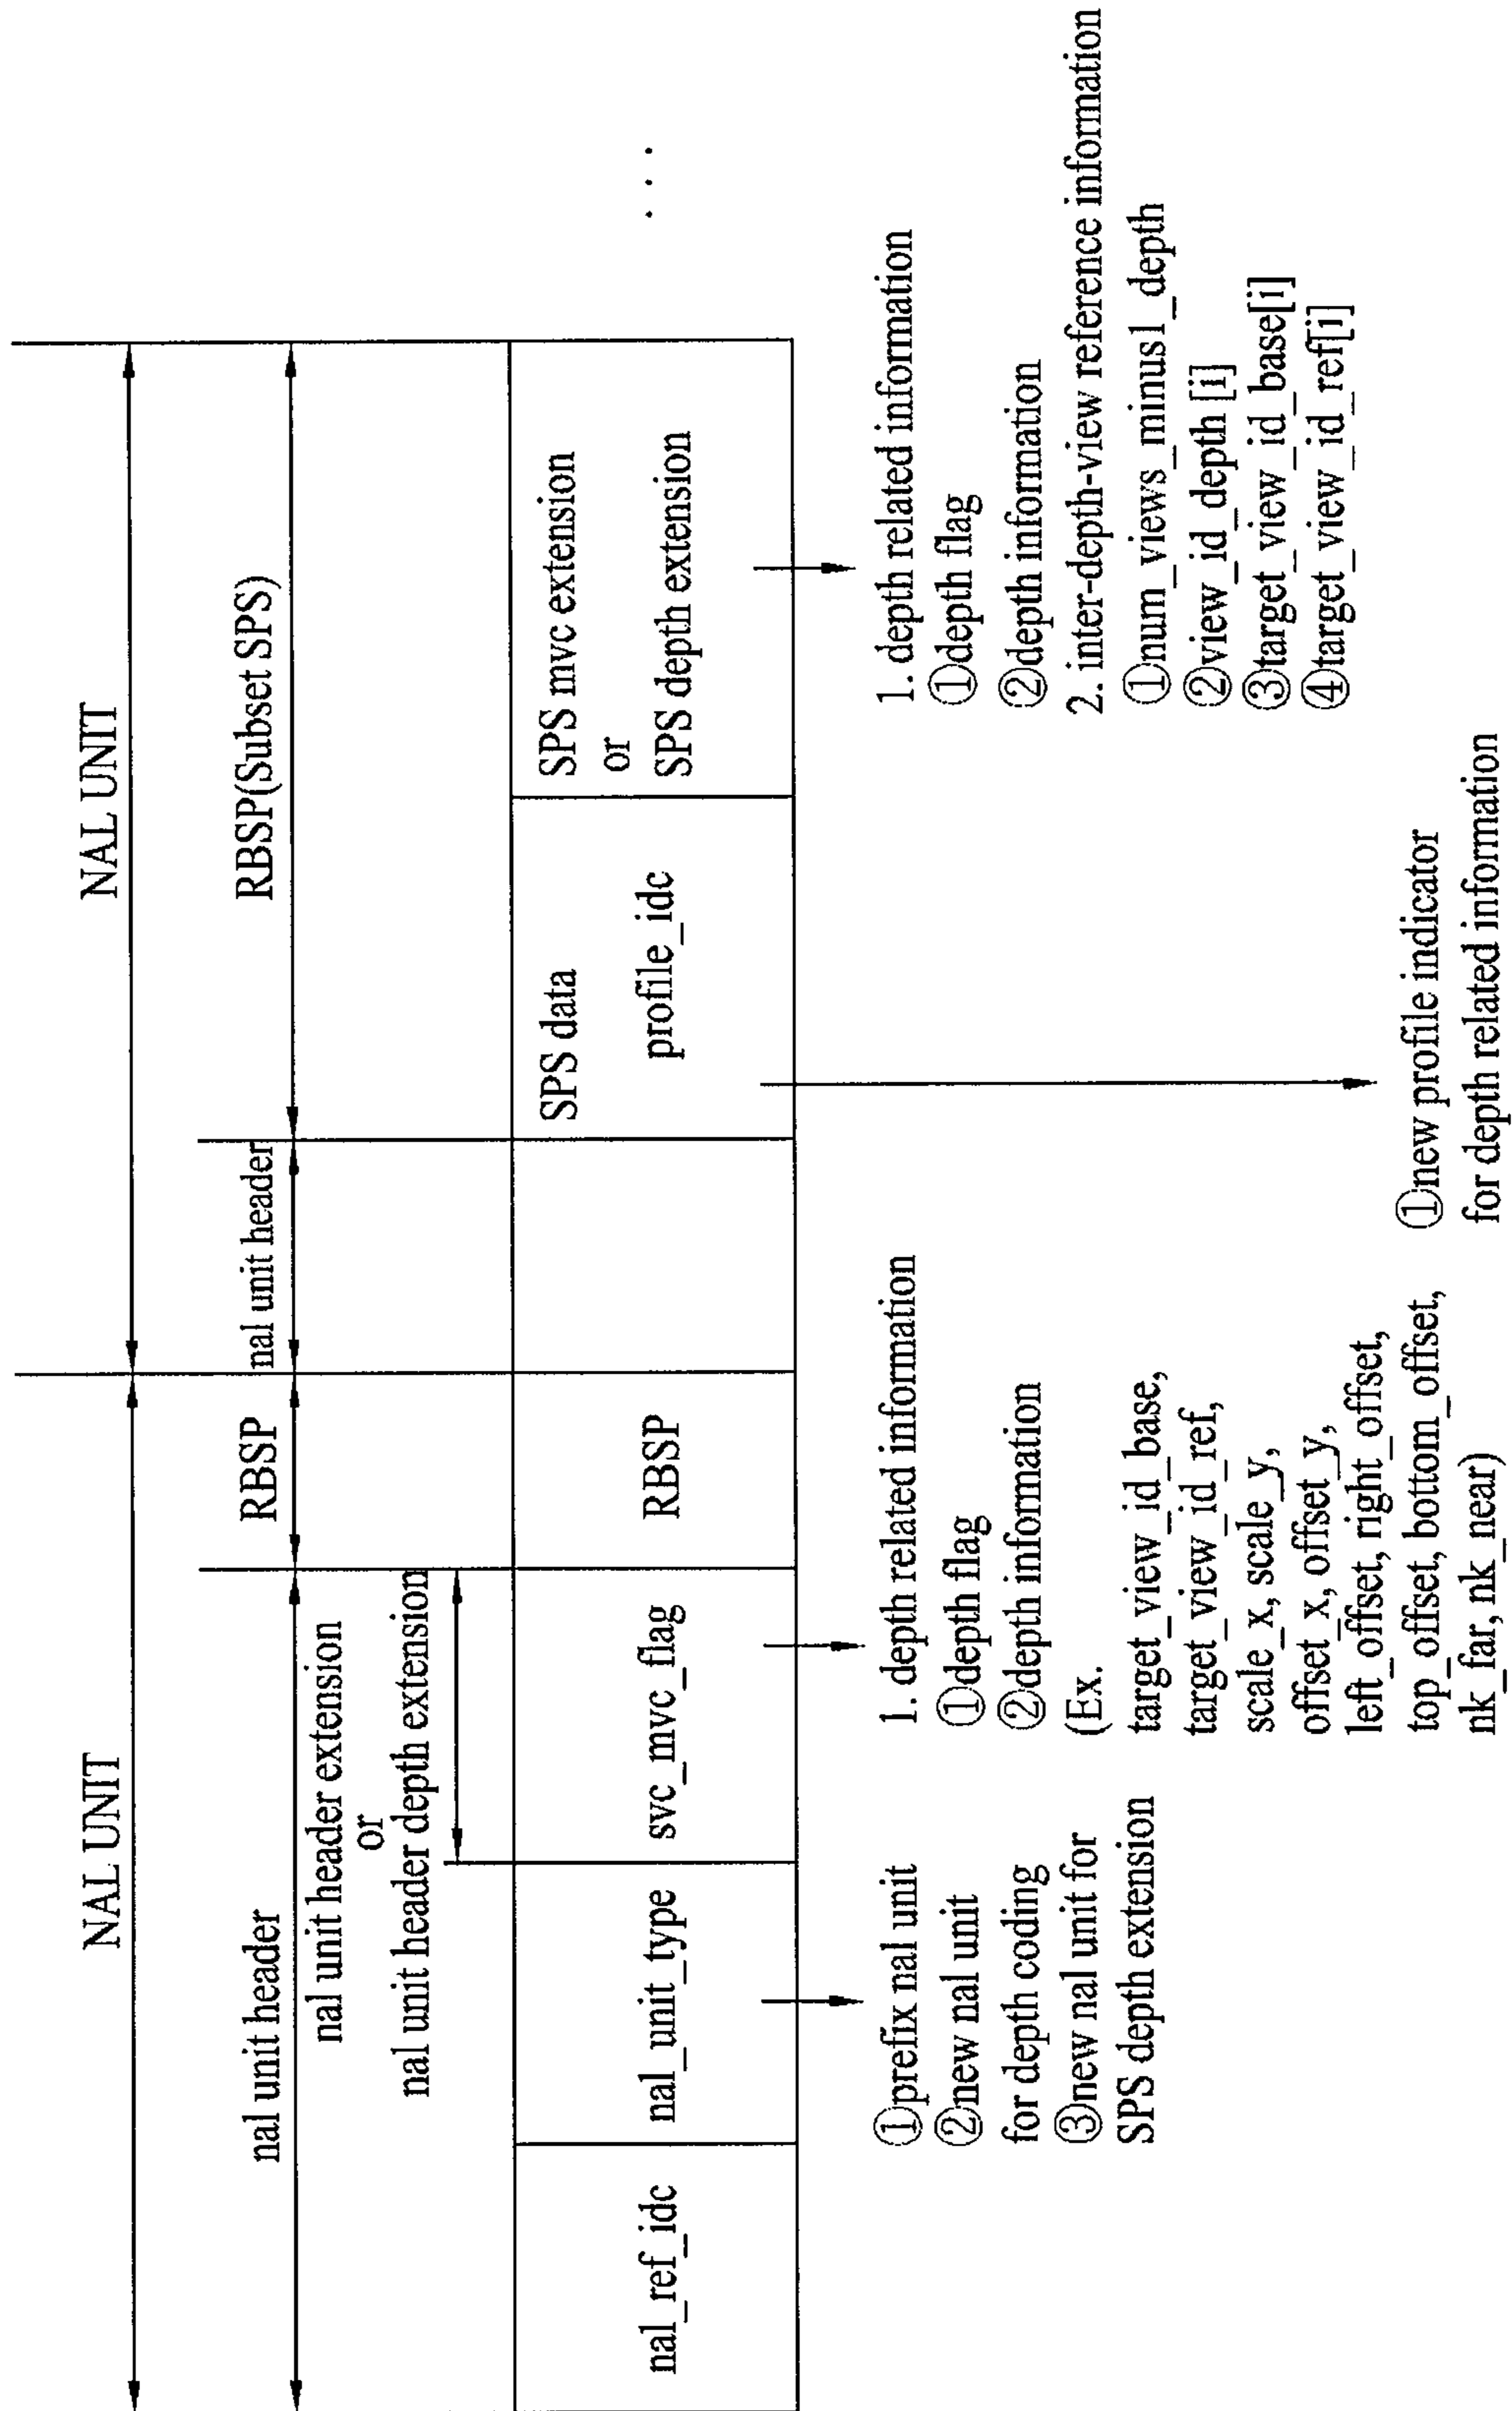 NAL UNIT
NAL UNIT
nal unit header
RBSP
nal unit header
RBSP(Subset SPS)
nal unit header extension
or
nal unit header depth extension
nal_ref_idc
nal_unit_type
svc_mvc_flag
RBSP
SPS data
profile_idc
SPS mvc extension
or
SPS depth extension
. . .
①prefix nal unit
②new nal unit
for depth coding
③new nal unit for
SPS depth extension
1. depth related information
①depth flag
②depth information
(Ex.
target_view_id_base,
target_view_id_ref,
scale_x, scale_y,
offset_x, offset_y,
left_offset, right_offset,
top_offset, bottom_offset,
nk_far, nk_near)
①new profile indicator
for depth related information
1. depth related information
①depth flag
②depth information
2. inter-depth-view reference information
①num_views_minus1_depth
②view_id_depth [i]
③target_view_id_base[i]
④target_view_id_ref[i]